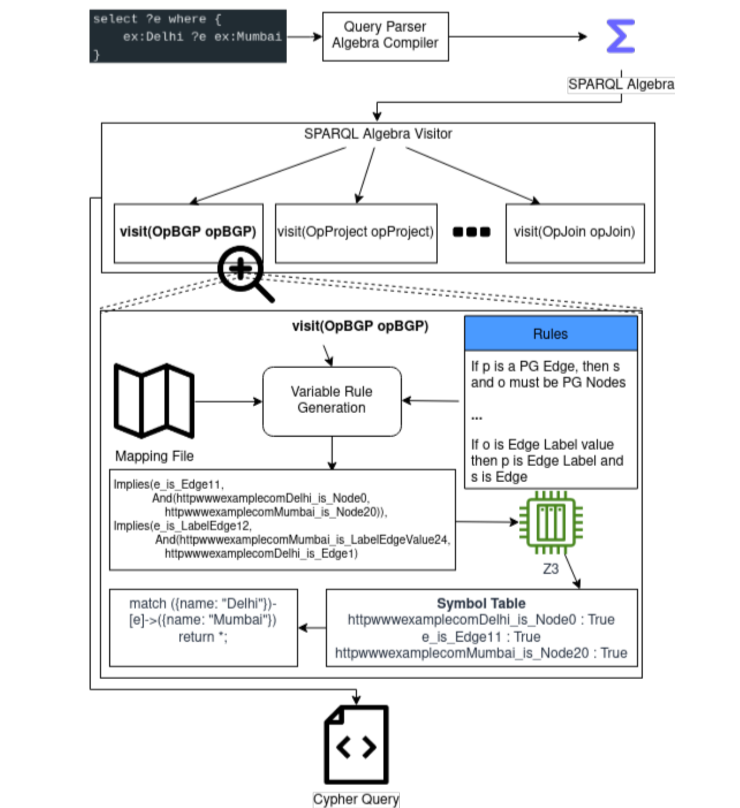 select ?e where {
ex:Delhi ?e ex:Mumbai
}
Query Parser
Algebra Compiler
Σ
SPARQL Algebra
SPARQL Algebra Visitor
visit(OpBGP opBGP)
visit(OpProject opProject)
visit(OpJoin opJoin)
visit(OpBGP opBGP)
Rules
If p is a PG Edge, then s
and o must be PG Nodes
...
If o is Edge Label value
then p is Edge Label and
s is Edge
Variable Rule
Generation
Mapping File
Implies(e_is_Edge11,
And(httpwwwexamplecomDelhi_is_Node0,
httpwwwexamplecomMumbai_is_Node20)),
Implies(e_is_LabelEdge12,
And(httpwwwexamplecomMumbai_is_LabelEdgeValue24,
httpwwwexamplecomDelhi_is_Edge1)
Z3
match ({name: "Delhi"})-
[e]->({name: "Mumbai"})
return *;
Symbol Table
httpwwwexamplecomDelhi_is_Node0 : True
e_is_Edge11 : True
httpwwwexamplecomMumbai_is_Node20 : True
Cypher Query